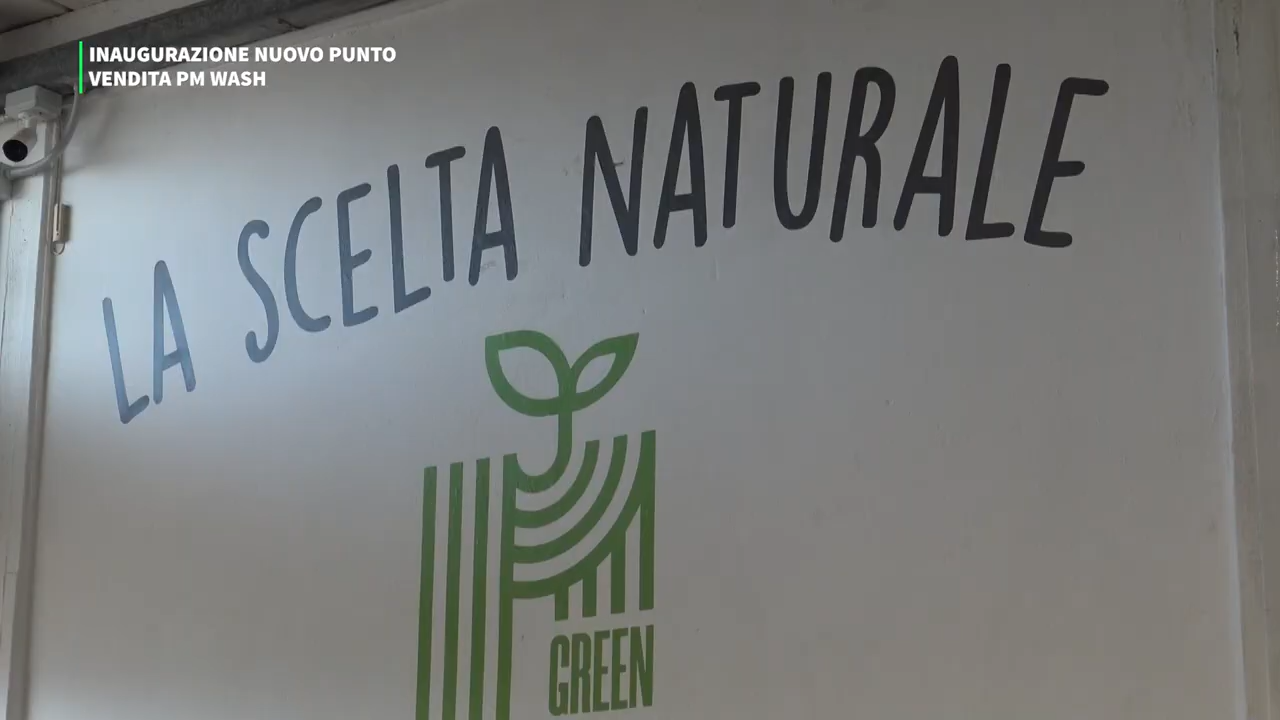 INAUGURAZIONE NUOVO PUNTO
VENDITA PM WASH
LA SCELTA NATURALE
GREEN